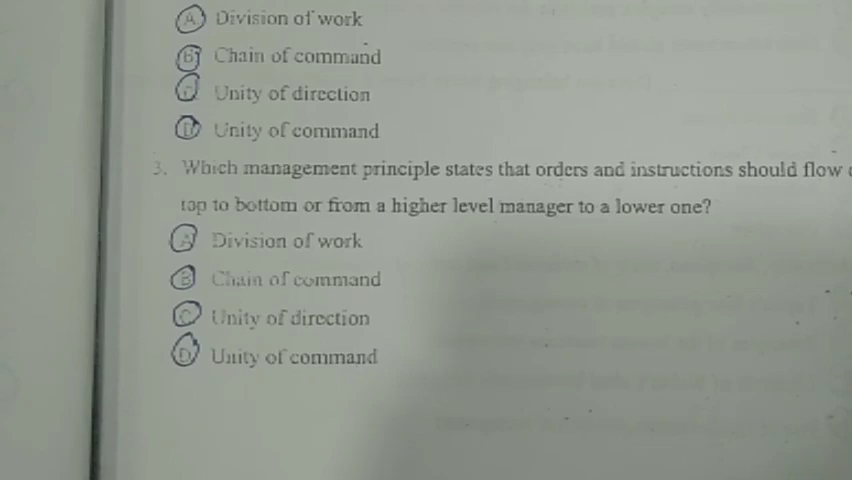 A Division of work
B Chain of command
C Unity of direction
D Unity of command
3. Which management principle states that orders and instructions should flow
top to bottom or from a higher level manager to a lower one?
A Division of work
B Chain of command
C Unity of direction
D Unity of command